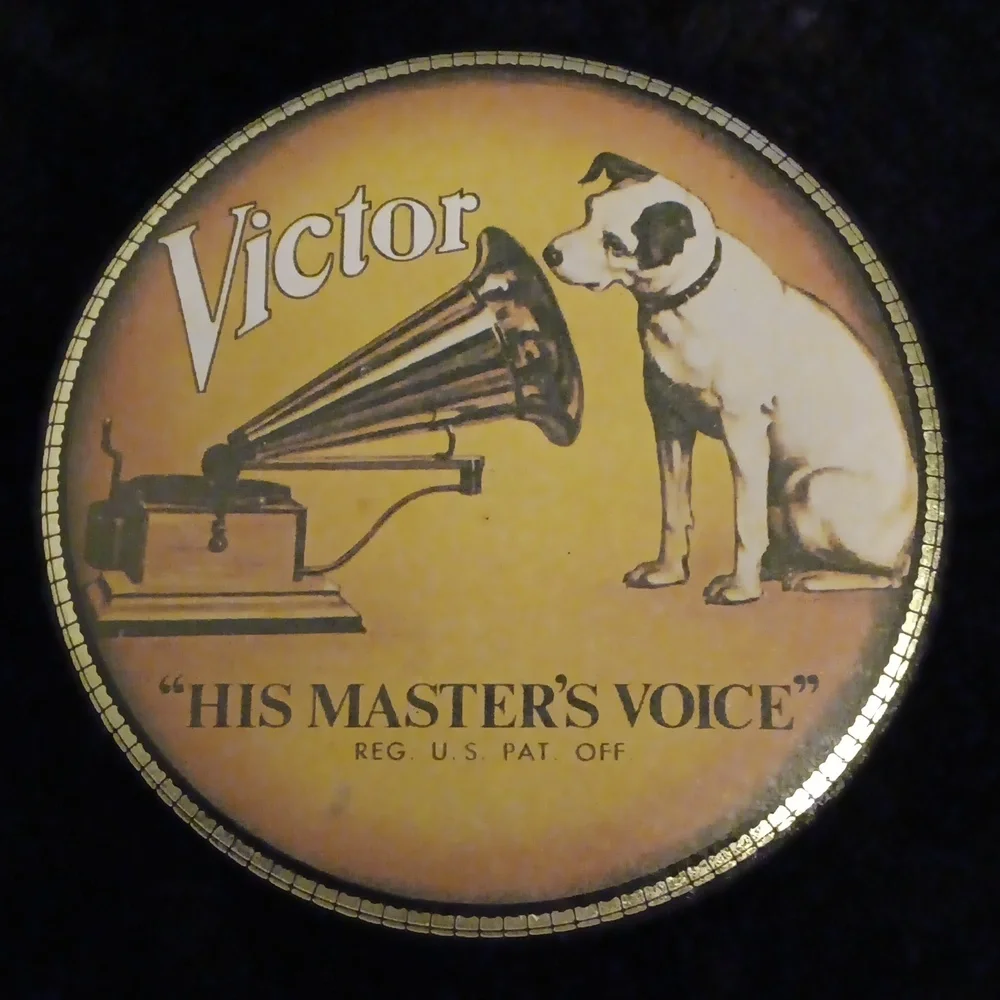 Victor
“HIS MASTER’S VOICE”
REG. U.S. PAT. OFF